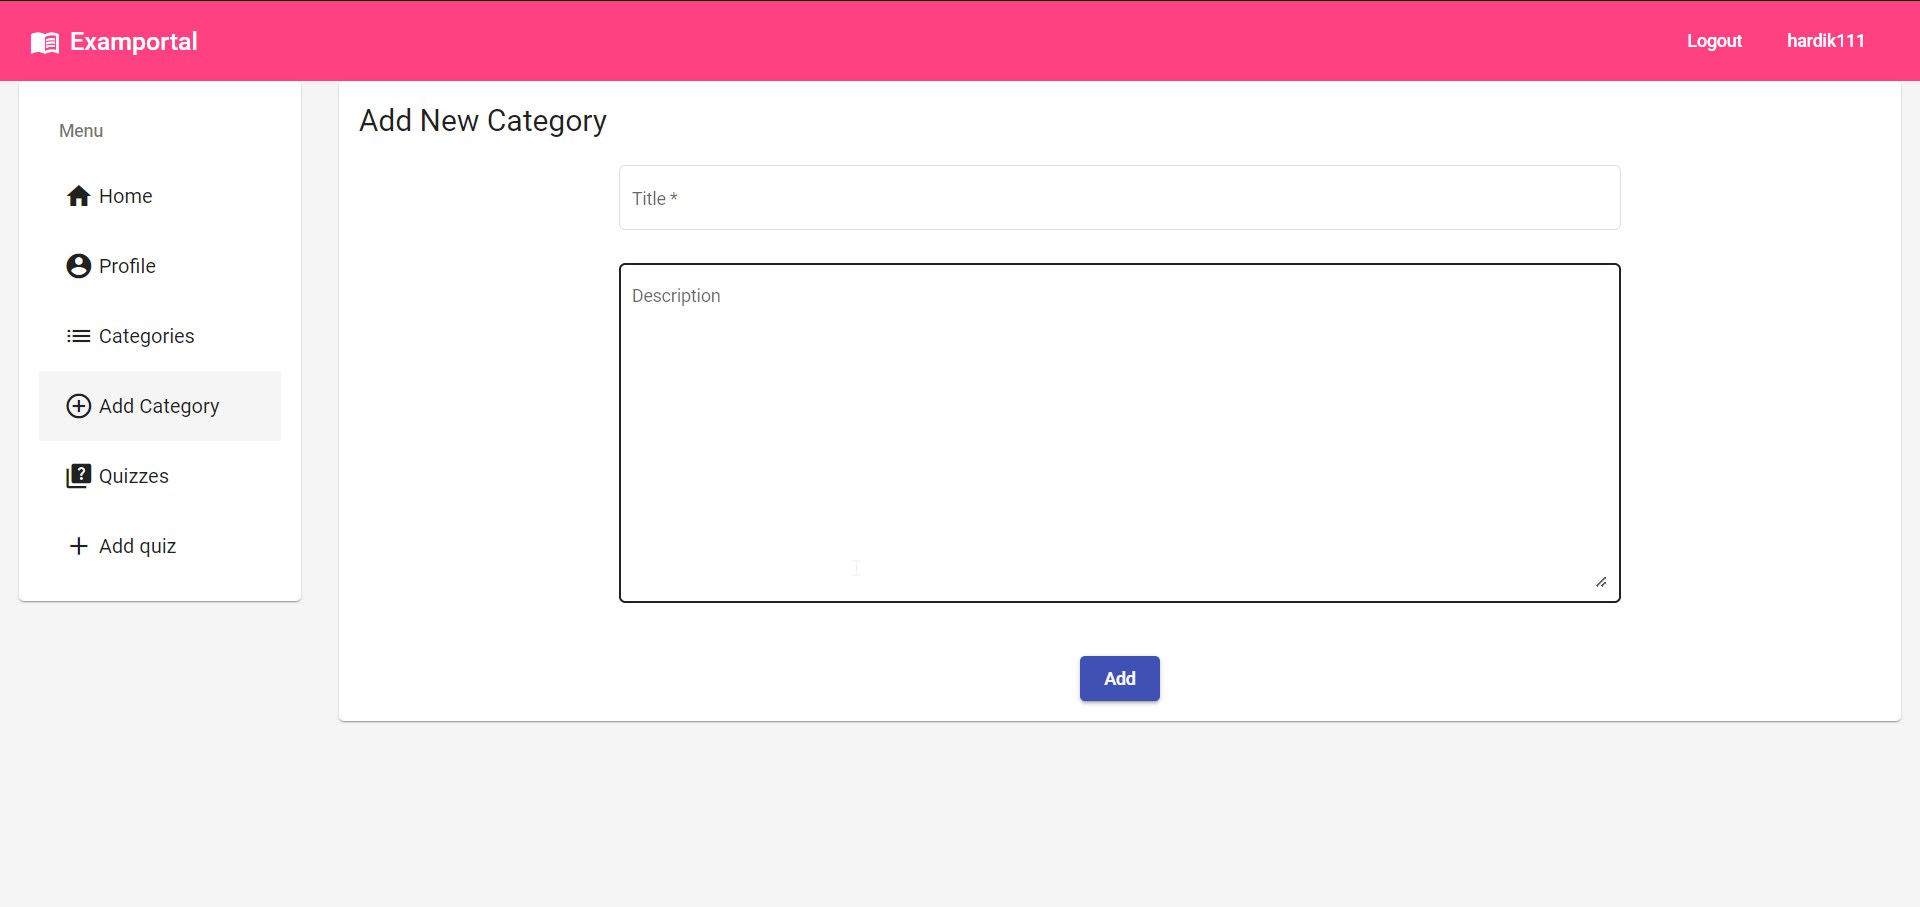 Examportal
Logout
hardik111
Menu
Home
Profile
Categories
Add Category
Quizzes
Add quiz
Add New Category
Title *
Description
Add